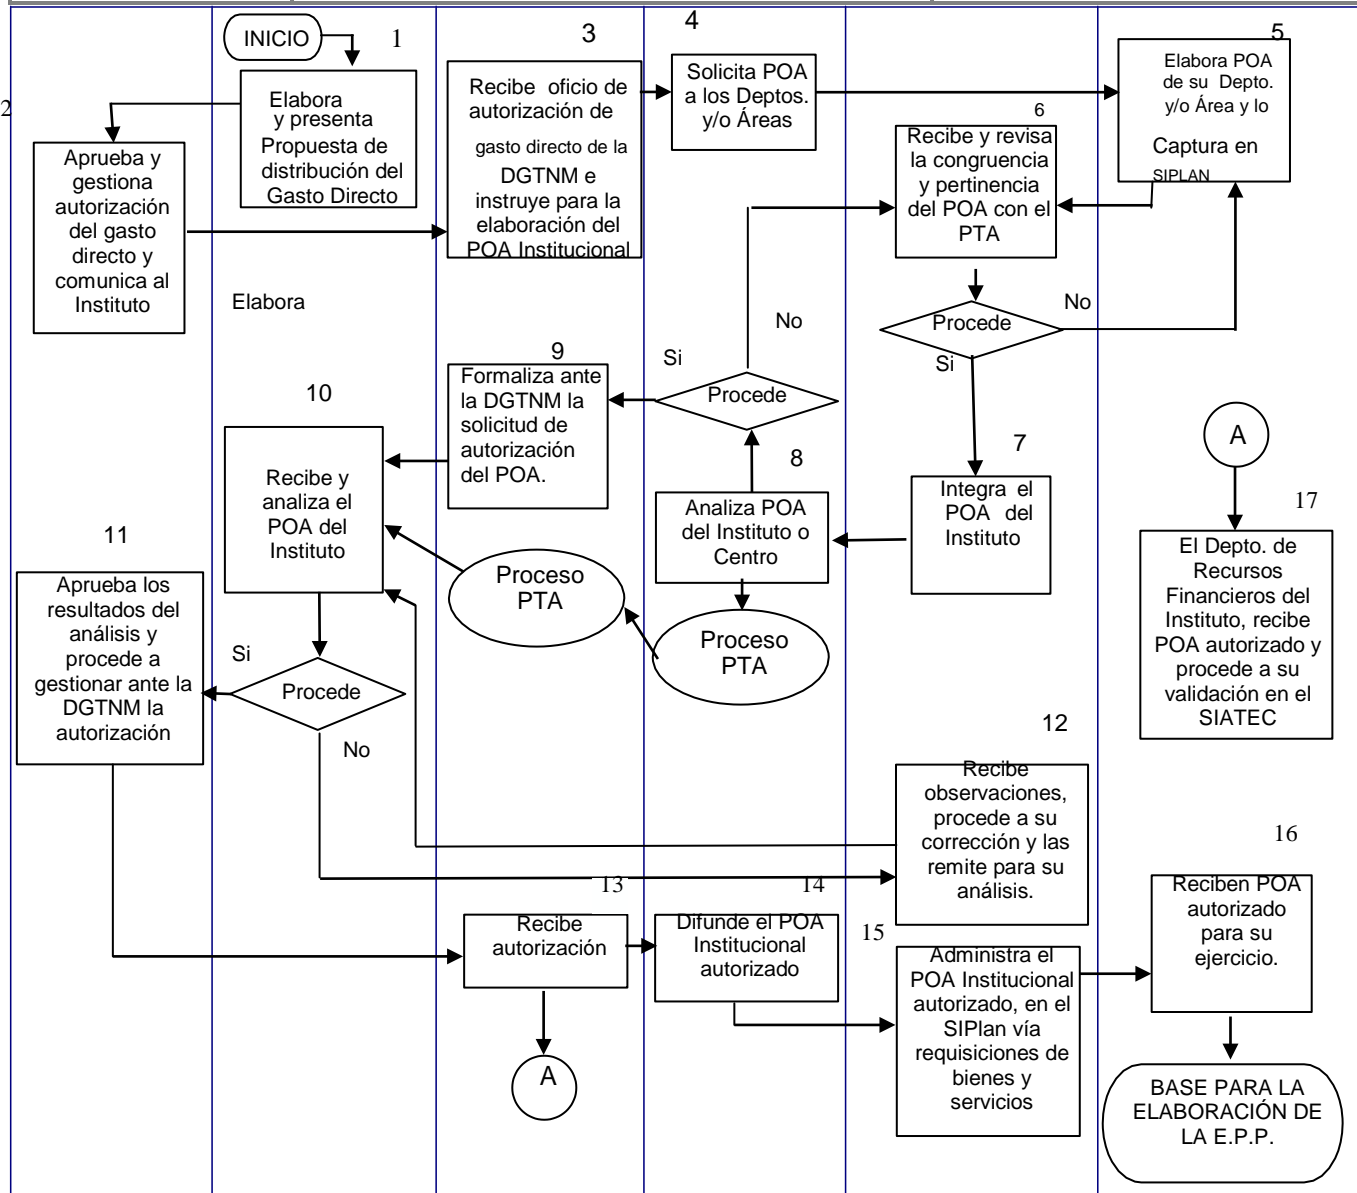 INICIO
1
Elabora
y presenta
Propuesta de
distribución del
Gasto Directo
2
Aprueba y
gestiona
autorización
del gasto
directo y
comunica al
Instituto
Elabora
3
Recibe oficio de
autorización de
gasto directo de la
DGTNM e
instruye para la
elaboración del
POA Institucional
4
Solicita POA
a los Deptos.
y/o Áreas
5
Elabora POA
de su Depto.
y/o Área y lo
Captura en
SIPLAN
6
Recibe y revisa
la congruencia
y pertinencia
del POA con el
PTA
Procede
No
Si
7
Integra el
POA del
Instituto
8
Analiza POA
del Instituto o
Centro
Procede
No
Si
Proceso
PTA
Proceso
PTA
9
Formaliza ante
la DGTNM la
solicitud de
autorización
del POA.
10
Recibe y
analiza el
POA del
Instituto
Procede
Si
No
11
Aprueba los
resultados del
análisis y
procede a
gestionar ante la
DGTNM la
autorización
12
Recibe
observaciones,
procede a su
corrección y las
remite para su
análisis.
13
Recibe
autorización
A
14
Difunde el POA
Institucional
autorizado
15
Administra el
POA Institucional
autorizado, en el
SIPlan vía
requisiciones de
bienes y
servicios
16
Reciben POA
autorizado
para su
ejercicio.
BASE PARA LA
ELABORACIÓN DE
LA E.P.P.
A
17
El Depto. de
Recursos
Financieros del
Instituto, recibe
POA autorizado y
procede a su
validación en el
SIATEC